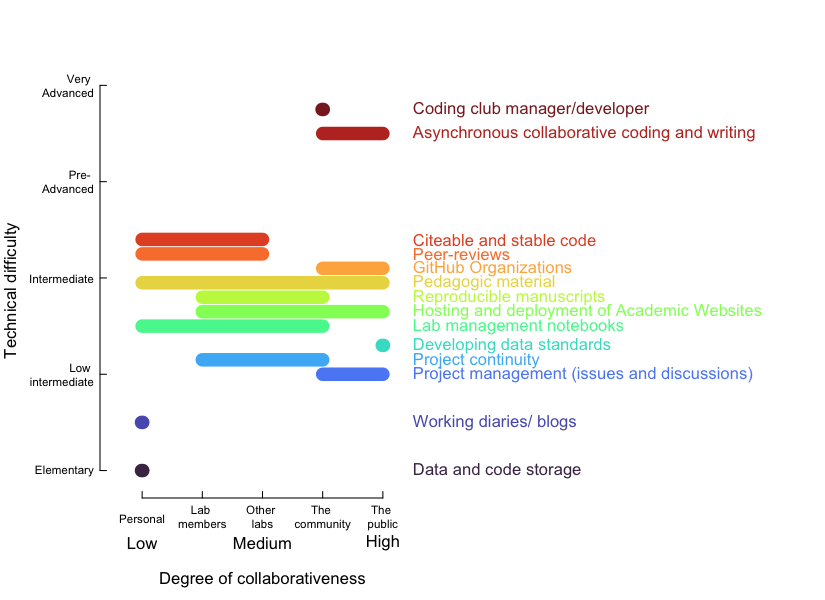 Very
Advanced
Coding club manager/developer
Asynchronous collaborative coding and writing
Pre-
Advanced
Technical difficulty
Citeable and stable code
Peer-reviews
GitHub Organizations
Intermediate
Pedagogic material
Reproducible manuscripts
Hosting and deployment of Academic Websites
Lab management notebooks
Developing data standards
Project continuity
Low
intermediate
Project management (issues and discussions)
Working diaries/ blogs
Elementary
Data and code storage
Personal
Lab
members
Other
labs
The
community
The
public
Low
Medium
High
Degree of collaborativeness